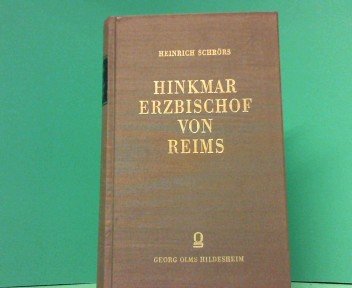 HEINRICH SCHRÖRS
HINKMAR
ERZBISCHOF
VON
REIMS
GEORG OLMS HILDESHEIM